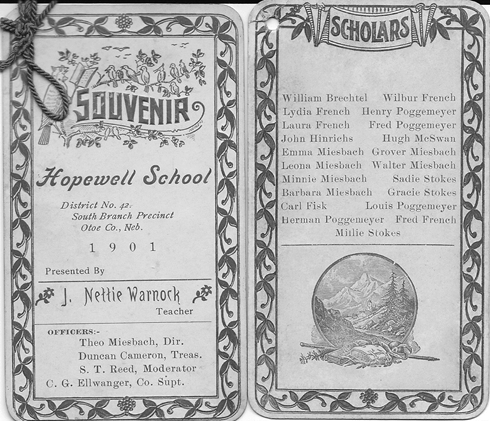 SOUVENIR
Hopewell School
District No. 42.
South Branch Precinct
Otoe Co., Neb.
1901
Presented By
J. Nettie Warnock
Teacher
OFFICERS:-
Theo Miesbach, Dir.
Duncan Cameron, Treas.
S. T. Reed, Moderator
C. G. Ellwanger, Co. Supt.
SCHOLARS
William Brechtel Wilbur French
Lydia French Henry Poggemeyer
Laura French Fred Poggemeyer
John Hinrichs Hugh McSwan
Emma Miesbach Grover Miesbach
Leona Miesbach Walter Miesbach
Minnie Miesbach Sadie Stokes
Barbara Miesbach Gracie Stokes
Carl Fisk Louis Poggemeyer
Herman Poggemeyer Fred French
Millie Stokes